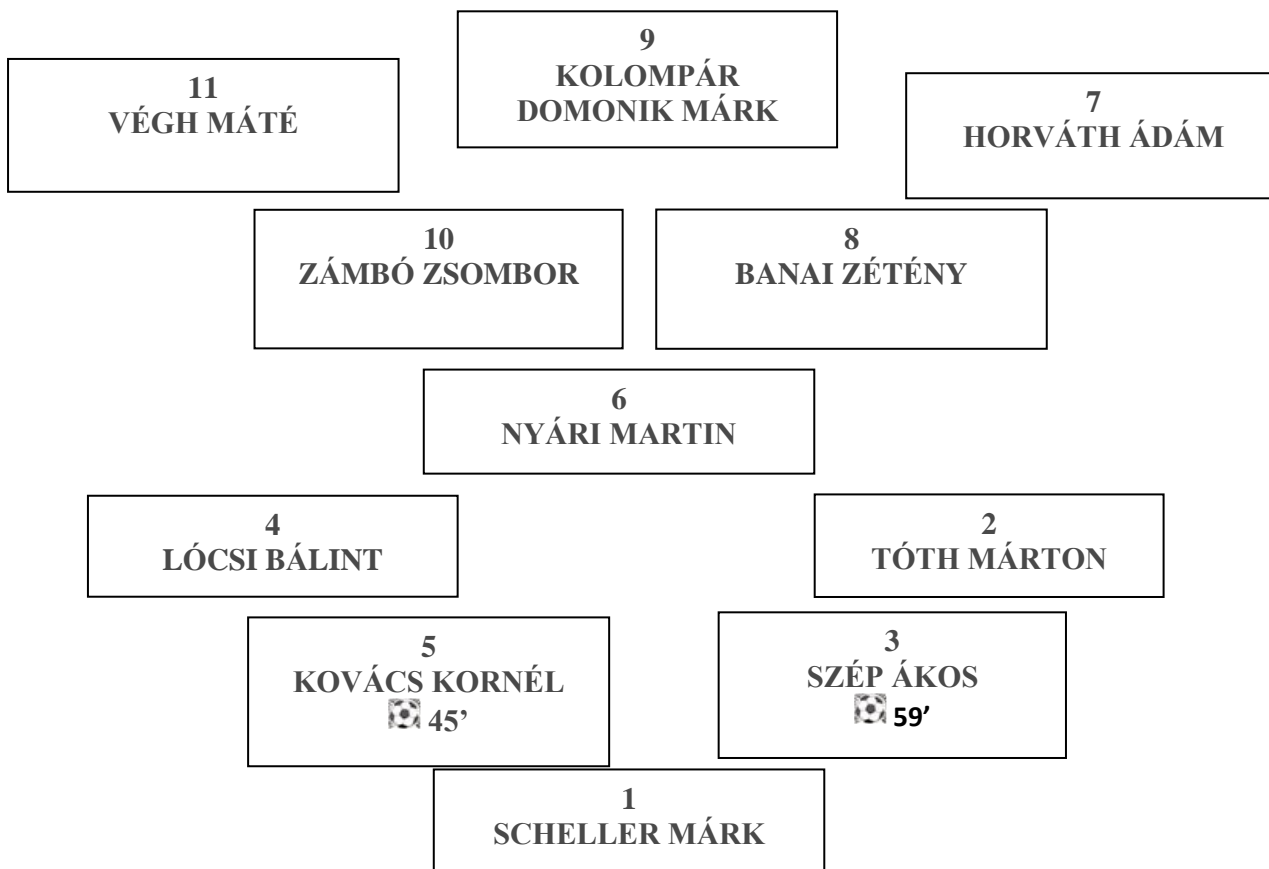 9
KOLOMPÁR
DOMONIK MÁRK
11
VÉGH MÁTÉ
7
HORVÁTH ÁDÁM
10
ZÁMBÓ ZSOMBOR
8
BANAI ZÉTÉNY
6
NYÁRI MARTIN
4
LÓCSI BÁLINT
2
TÓTH MÁRTON
5
KOVÁCS KORNÉL
45’
3
SZÉP ÁKOS
59’
1
SCHELLER MÁRK